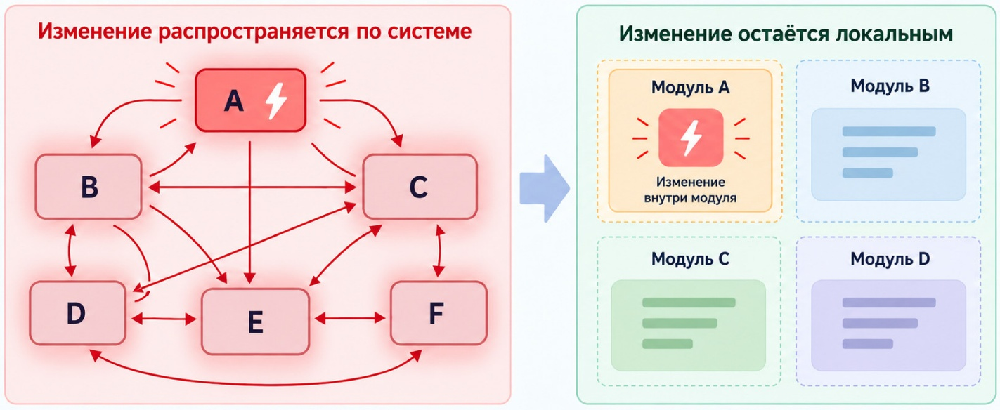 Изменение распространяется по системе
A
B
C
D
E
F
Изменение остаётся локальным
Модуль A
Изменение
внутри модуля
Модуль B
Модуль C
Модуль D